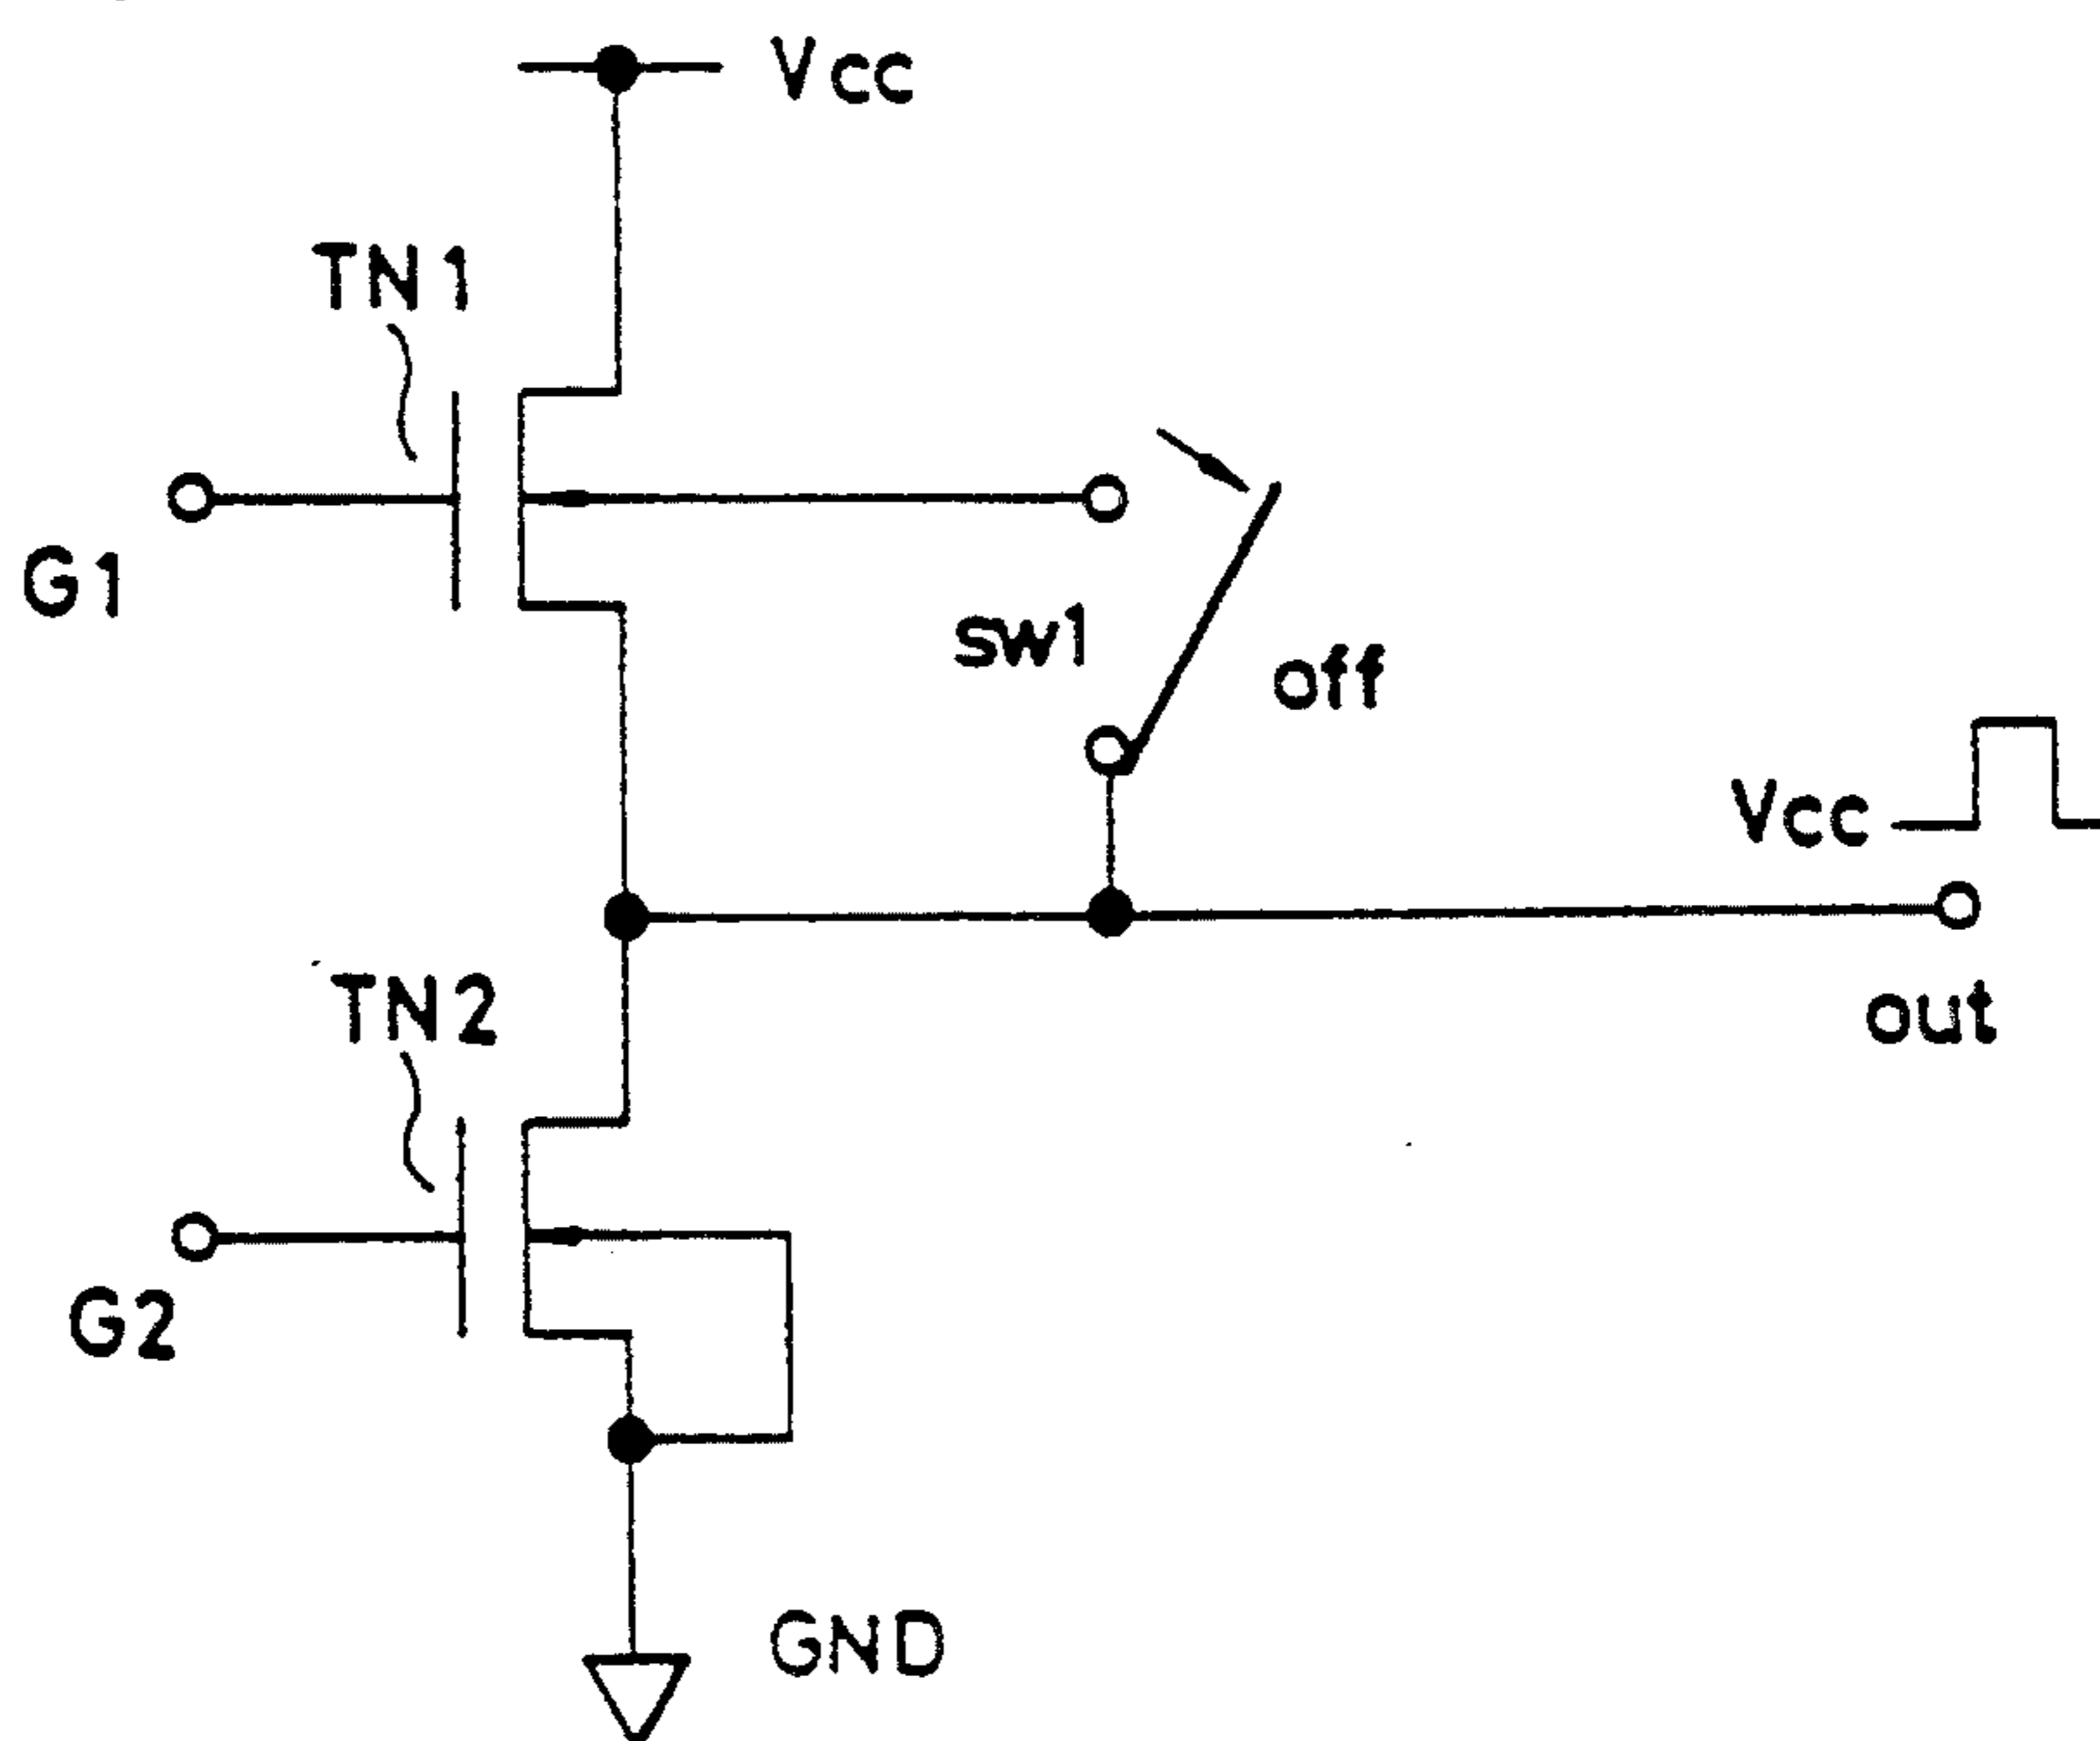 Vcc
TN1
G1
sw1
off
Vcc
out
TN2
G2
GND